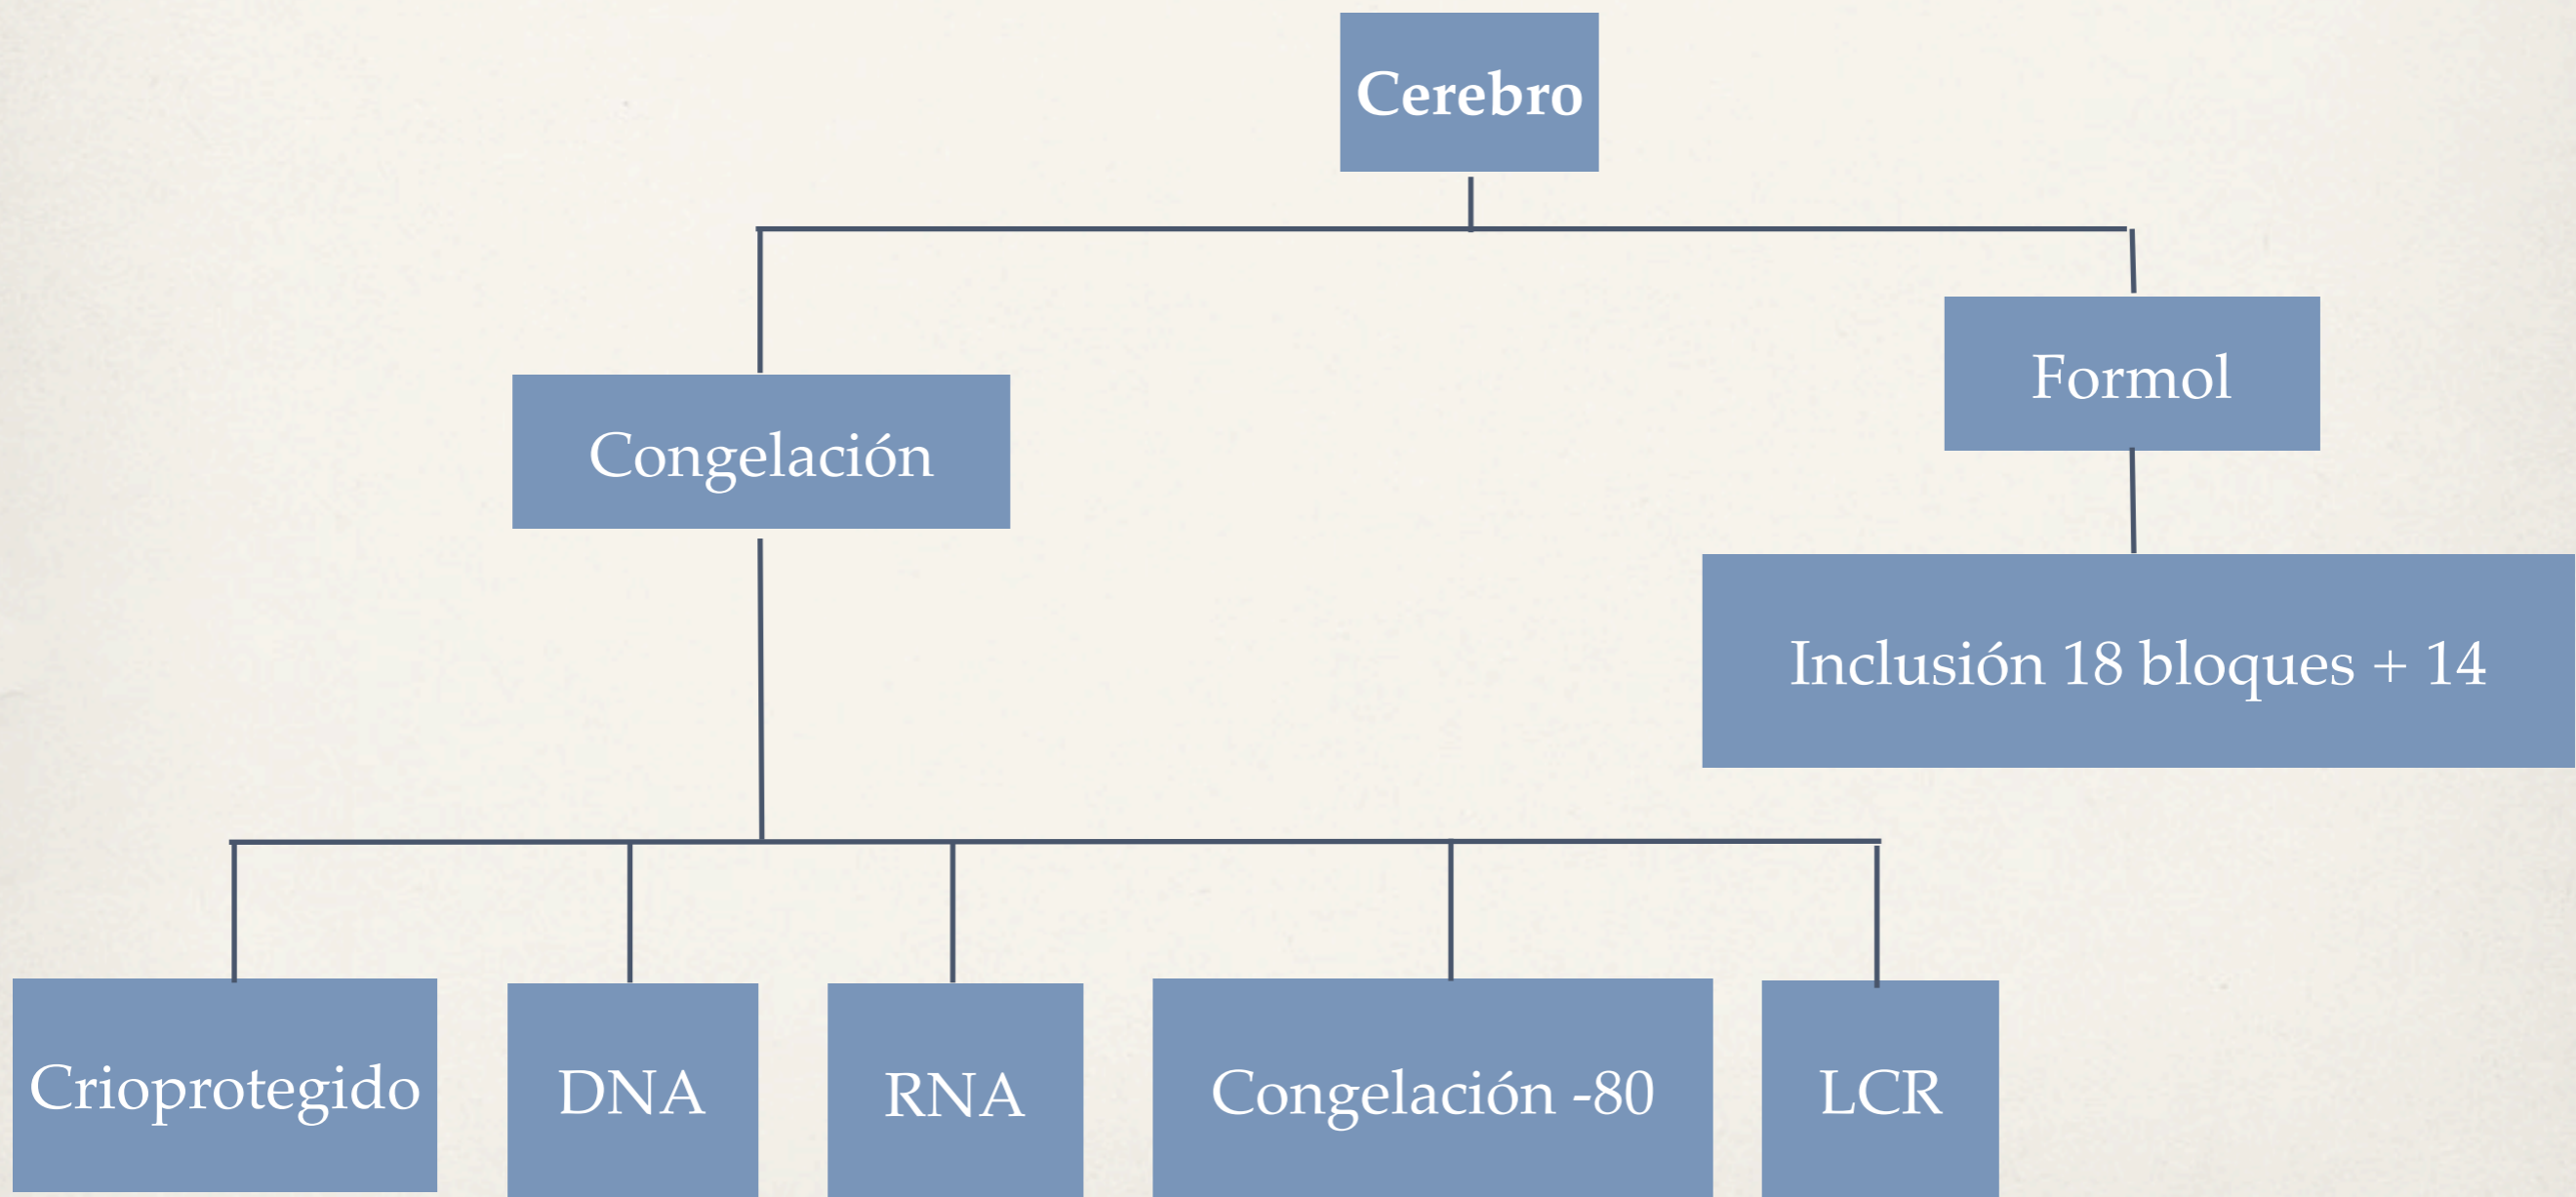 Cerebro
Formol
Congelación
Inclusión 18 bloques + 14
Crioprotegido
DNA
RNA
Congelación -80
LCR